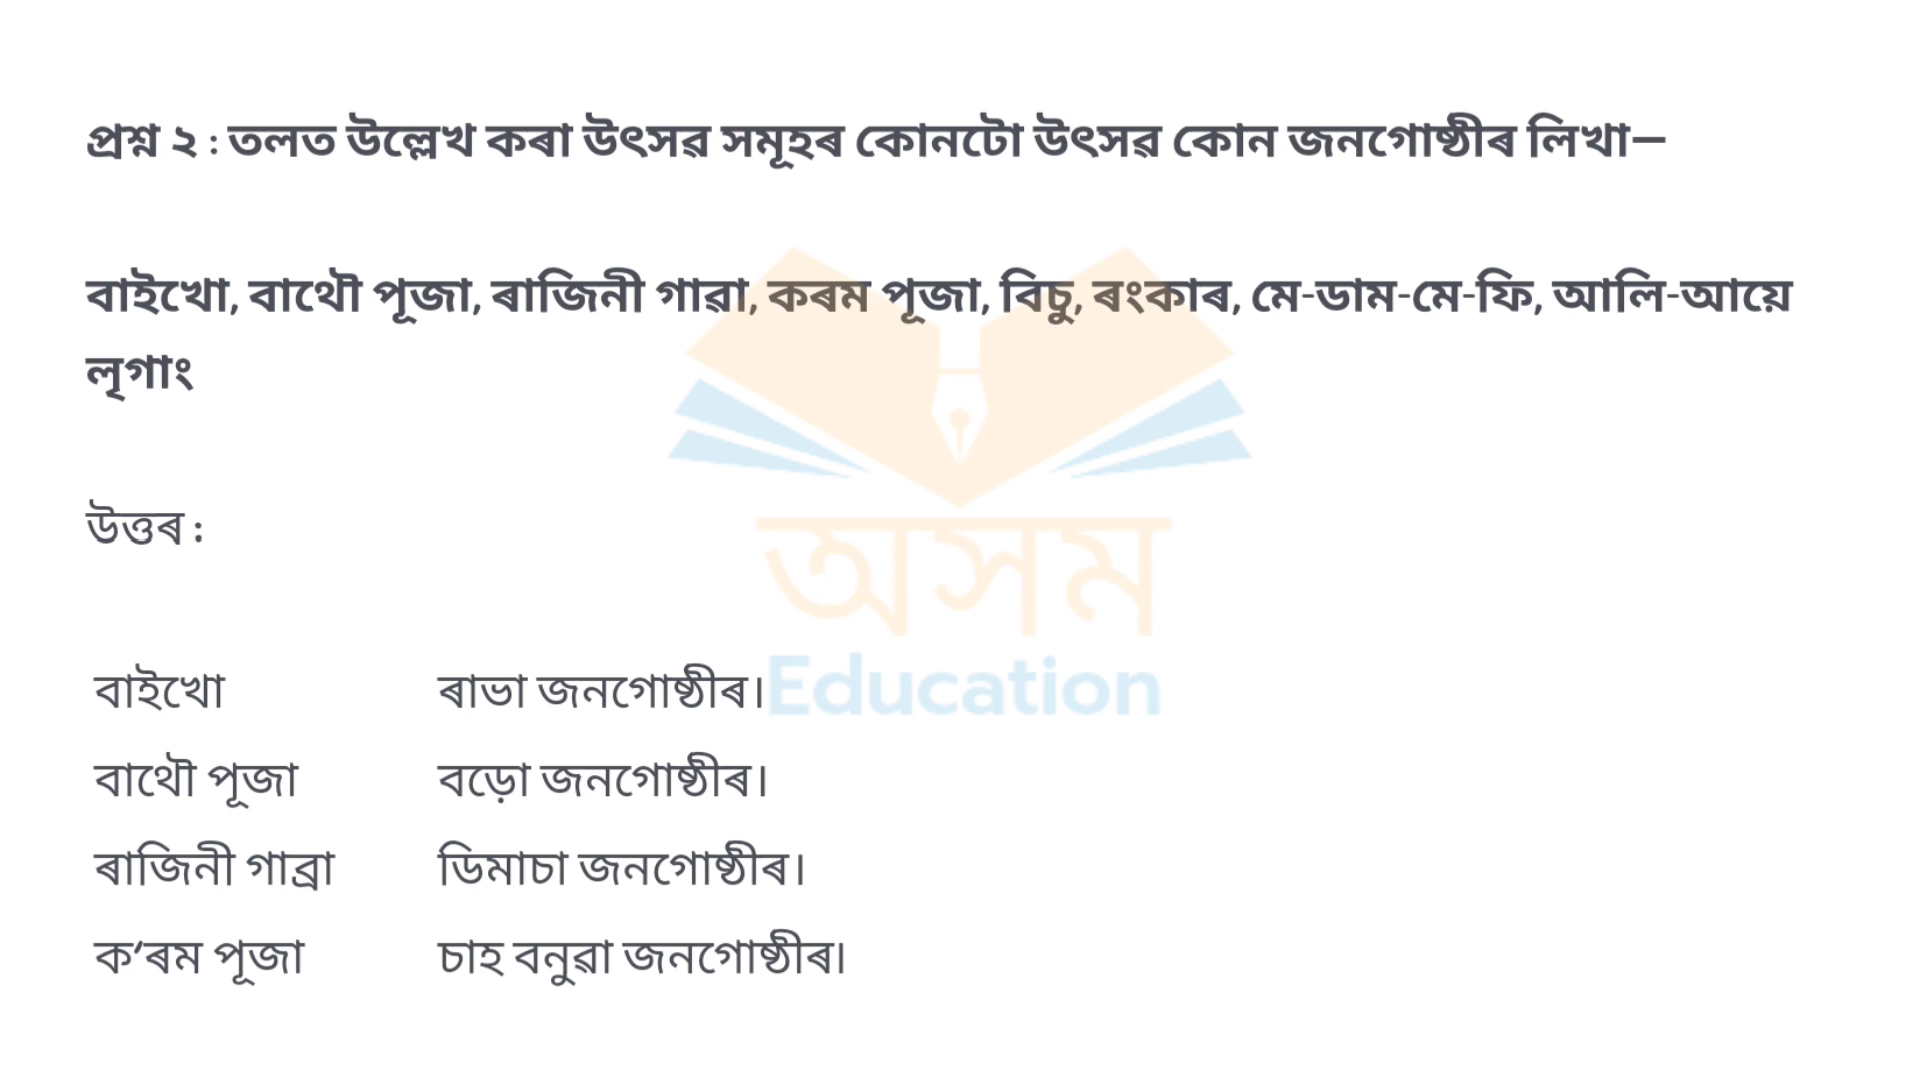 প্ৰশ্ন ২ : তলত উল্লেখ কৰা উৎসৱ সমূহৰ কোনটো উৎসৱ কোন জনগোষ্ঠীৰ লিখা—
বাইখো, বাথৌ পূজা, ৰাজিনী গাৱা, কৰম পূজা, বিচু, ৰংকাৰ, মে-ডাম-মে-ফি, আলি-আয়ে
লৃগাং
অসম
Education
উত্তৰ :
বাইখো ৰাভা জনগোষ্ঠীৰ।
বাথৌ পূজা বড়ো জনগোষ্ঠীৰ।
ৰাজিনী গাব্ৰা ডিমাচা জনগোষ্ঠীৰ।
ক’ৰম পূজা চাহ বনুৱা জনগোষ্ঠীৰ।